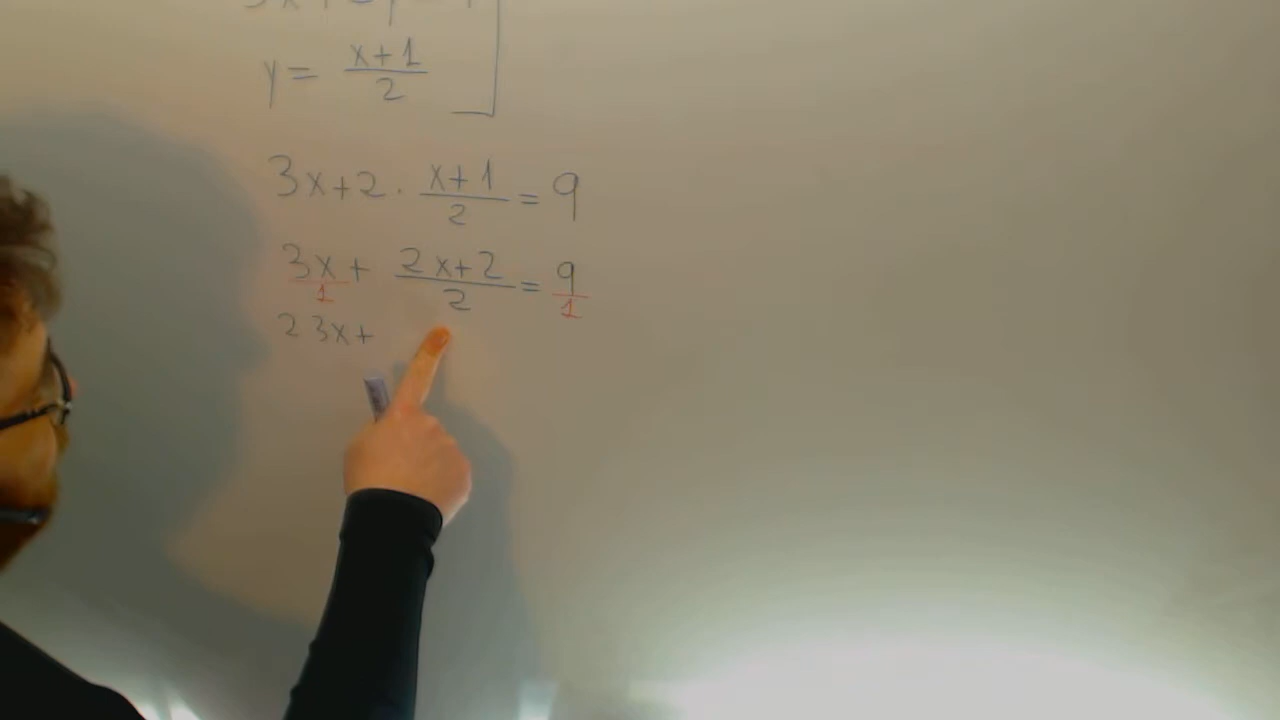 y = x+1/2
3x+2 · x+1/2 = 9
3x/1 + 2x+2/2 = 9/1
2 3x+